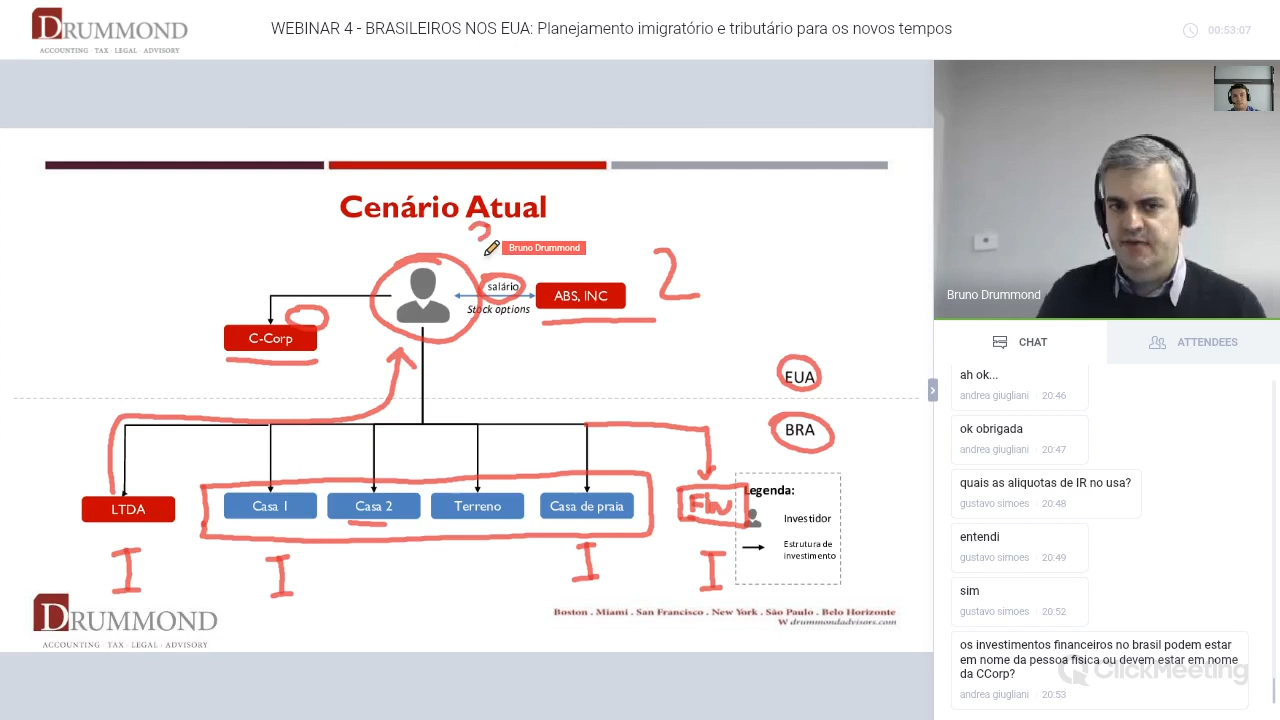 DRUMMOND
ACCOUNTING · TAX · LEGAL · ADVISORY
WEBINAR 4 - BRASILEIROS NOS EUA: Planejamento imigratório e tributário para os novos tempos
00:53:07
Cenário Atual
Bruno Drummond
salário
ABS, INC
2
Stock options
C-Corp
EUA
BRA
LTDA
Casa 1
Casa 2
Terreno
Casa de praia
Legenda:
Investidor
Estrutura de
investimento
I
I
I
I
DRUMMOND
ACCOUNTING · TAX · LEGAL · ADVISORY
Boston . Miami . San Francisco . New York . São Paulo . Belo Horizonte
W drummondadvisors.com
Bruno Drummond
CHAT
ATTENDEES
ah ok...
andrea giugliani · 20:46
ok obrigada
andrea giugliani · 20:47
quais as aliquotas de IR no usa?
gustavo simoes · 20:48
entendi
gustavo simoes · 20:49
sim
gustavo simoes · 20:52
os investimentos financeiros no brasil podem estar
em nome da pessoa fisica ou devem estar em nome
da CCorp?
andrea giugliani · 20:53
ClickMeeting